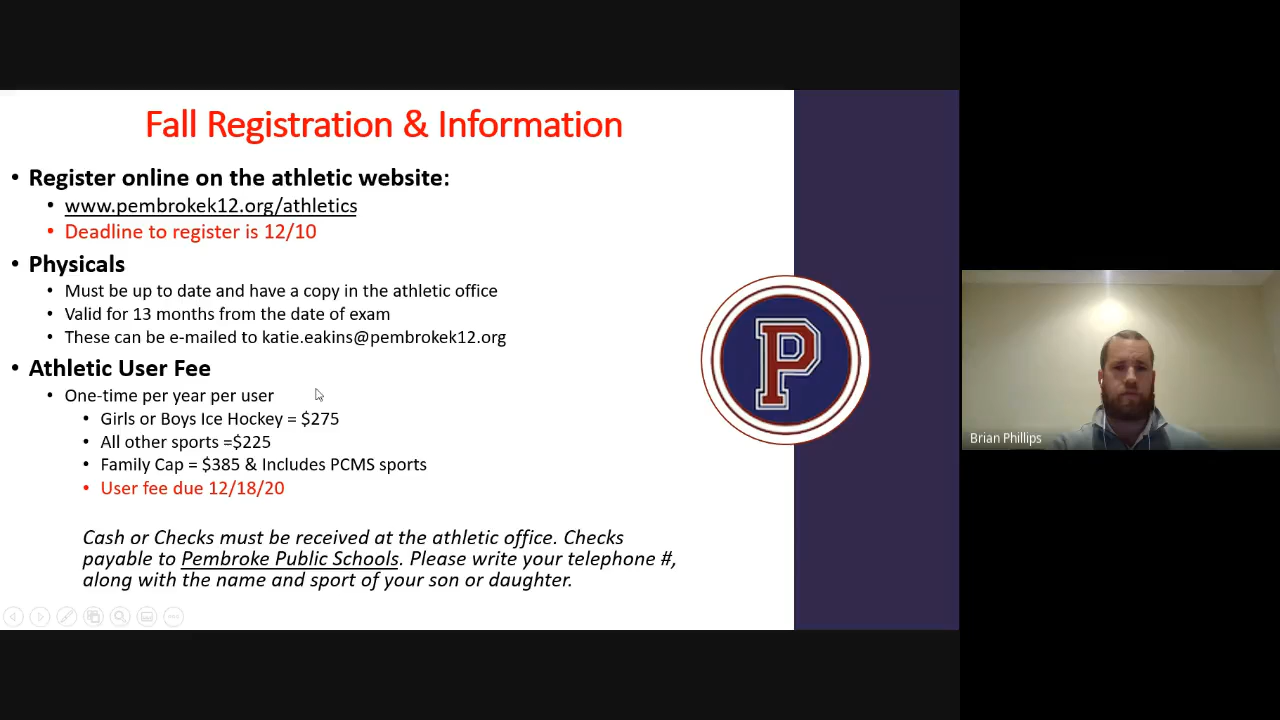 Fall Registration & Information
• Register online on the athletic website:
• www.pembrokek12.org/athletics
• Deadline to register is 12/10
• Physicals
• Must be up to date and have a copy in the athletic office
• Valid for 13 months from the date of exam
• These can be e-mailed to katie.eakins@pembrokek12.org
• Athletic User Fee
• One-time per year per user
• Girls or Boys Ice Hockey = $275
• All other sports =$225
• Family Cap = $385 & Includes PCMS sports
• User fee due 12/18/20
Cash or Checks must be received at the athletic office. Checks
payable to Pembroke Public Schools. Please write your telephone #,
along with the name and sport of your son or daughter.
P
Brian Phillips